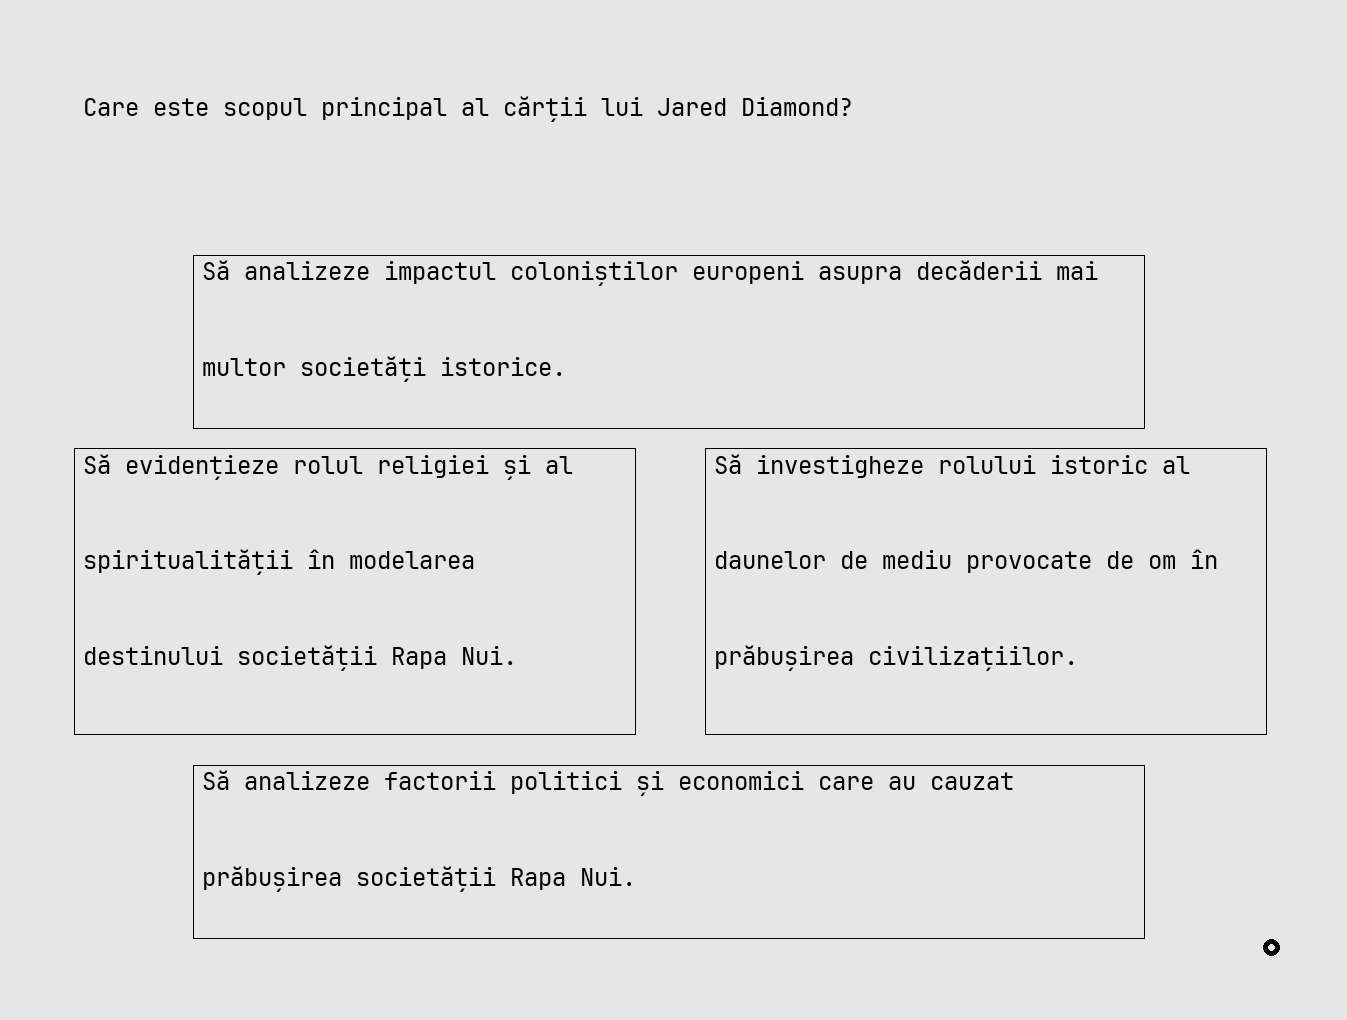 Care este scopul principal al cărții lui Jared Diamond?
Să analizeze impactul coloniștilor europeni asupra decăderii mai
multor societăți istorice.
Să evidențieze rolul religiei și al
spiritualității în modelarea
destinului societății Rapa Nui.
Să investigheze rolului istoric al
daunelor de mediu provocate de om în
prăbușirea civilizațiilor.
Să analizeze factorii politici și economici care au cauzat
prăbușirea societății Rapa Nui.